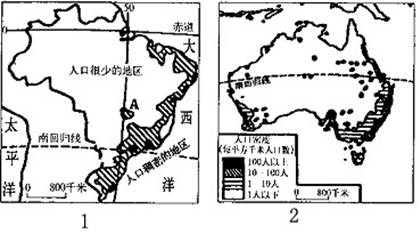 50
0
赤道
大
西
洋
人口很少的地区
A
南回归线
人口稠密的地区
太
平
洋
0 800千米
1
南回归线
人口密度
(每平方千米人口数)
100人以上
10-100人
1-10人
1人以下
0 800千米
2